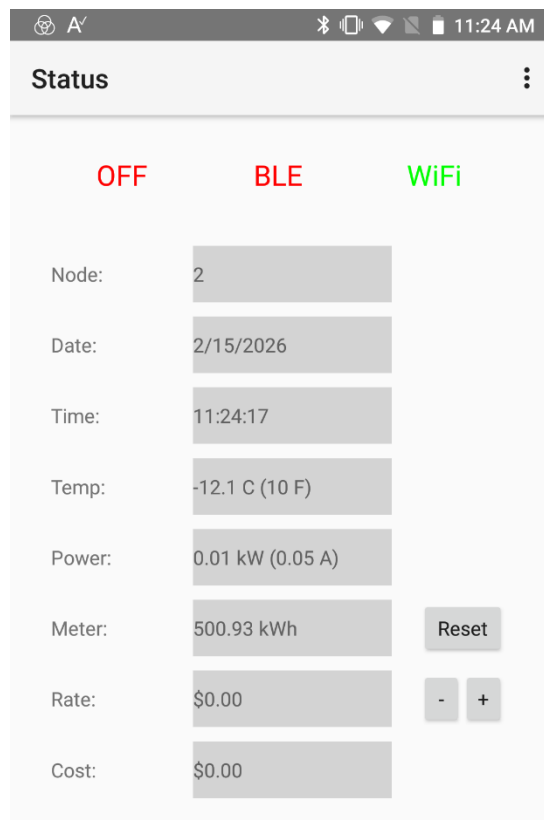 11:24 AM
Status
OFF BLE WiFi
Node: 2
Date: 2/15/2026
Time: 11:24:17
Temp: -12.1 C (10 F)
Power: 0.01 kW (0.05 A)
Meter: 500.93 kWh Reset
Rate: $0.00 - +
Cost: $0.00